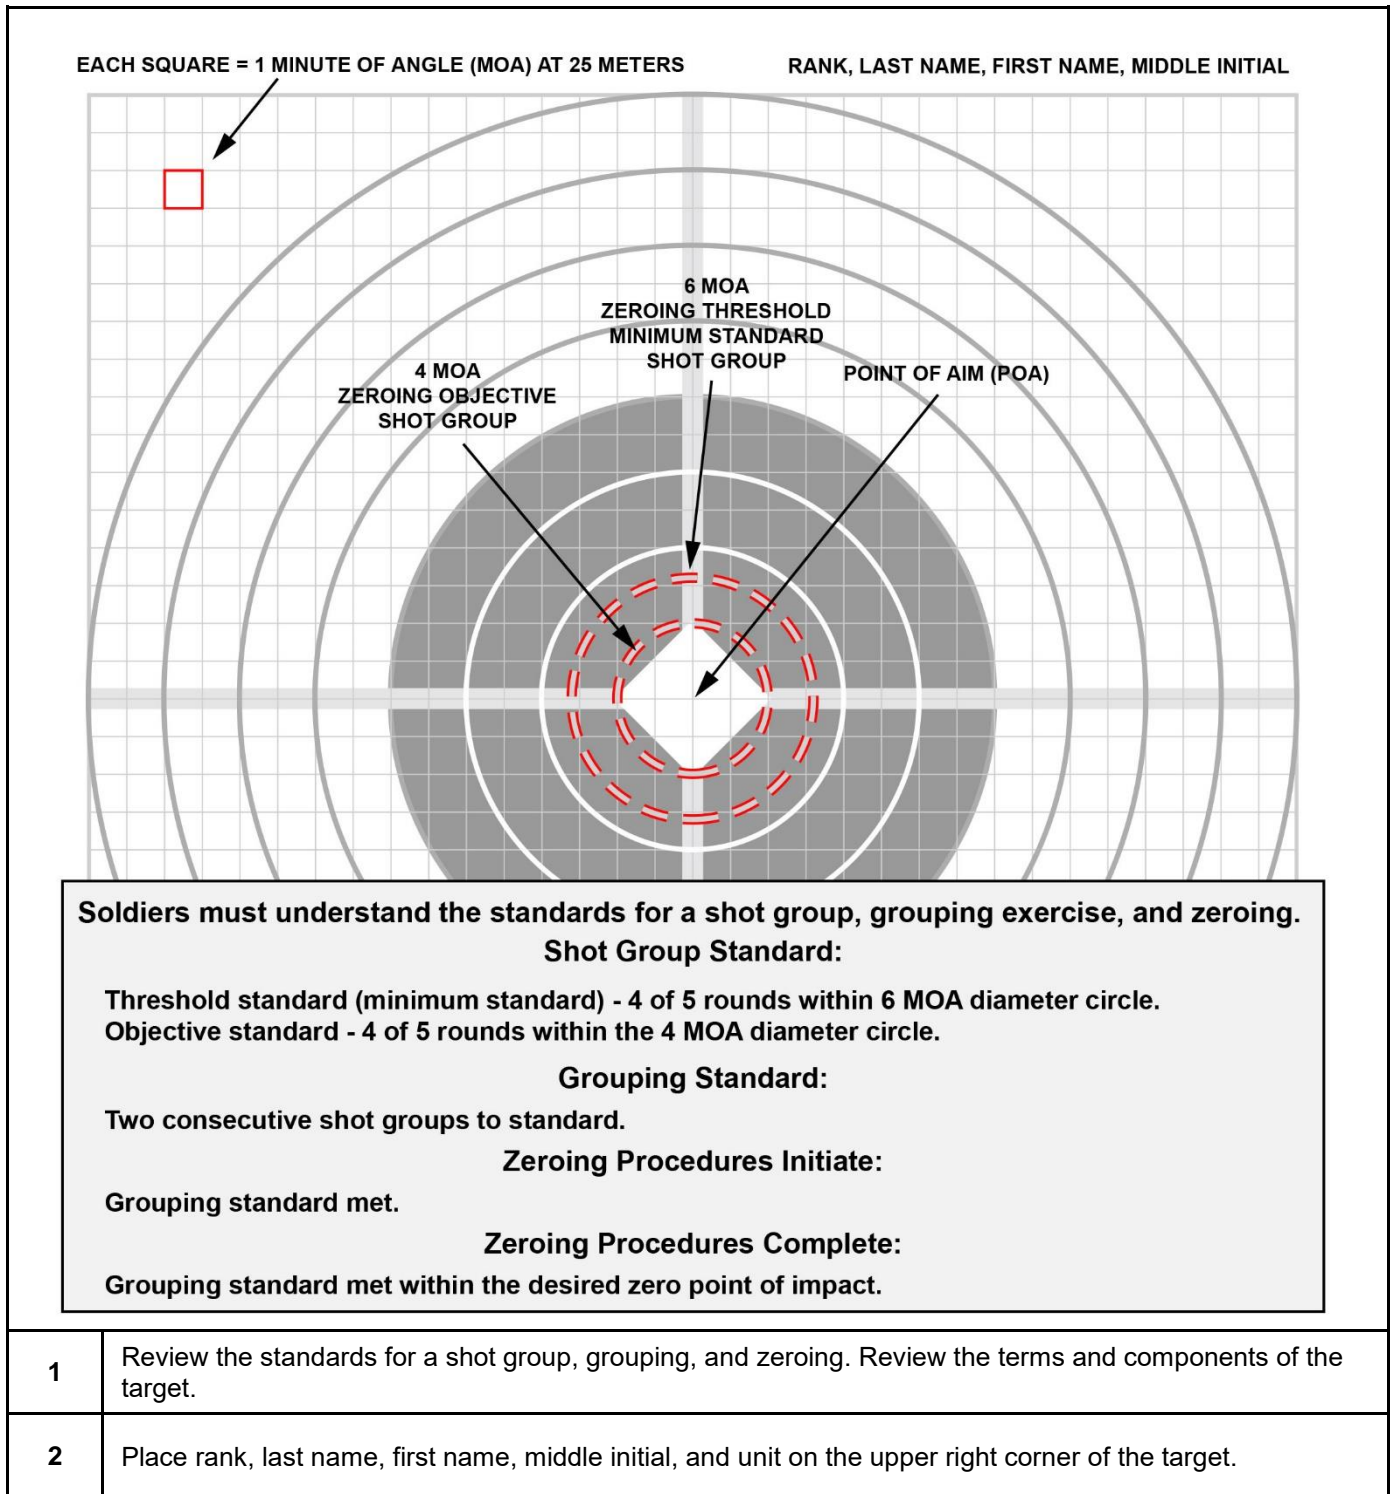 EACH SQUARE = 1 MINUTE OF ANGLE (MOA) AT 25 METERS
RANK, LAST NAME, FIRST NAME, MIDDLE INITIAL
6 MOA
ZEROING THRESHOLD
MINIMUM STANDARD
SHOT GROUP
4 MOA
ZEROING OBJECTIVE
SHOT GROUP
POINT OF AIM (POA)
Soldiers must understand the standards for a shot group, grouping exercise, and zeroing.
Shot Group Standard:
Threshold standard (minimum standard) - 4 of 5 rounds within 6 MOA diameter circle.
Objective standard - 4 of 5 rounds within the 4 MOA diameter circle.
Grouping Standard:
Two consecutive shot groups to standard.
Zeroing Procedures Initiate:
Grouping standard met.
Zeroing Procedures Complete:
Grouping standard met within the desired zero point of impact.
1
Review the standards for a shot group, grouping, and zeroing. Review the terms and components of the
target.
2
Place rank, last name, first name, middle initial, and unit on the upper right corner of the target.